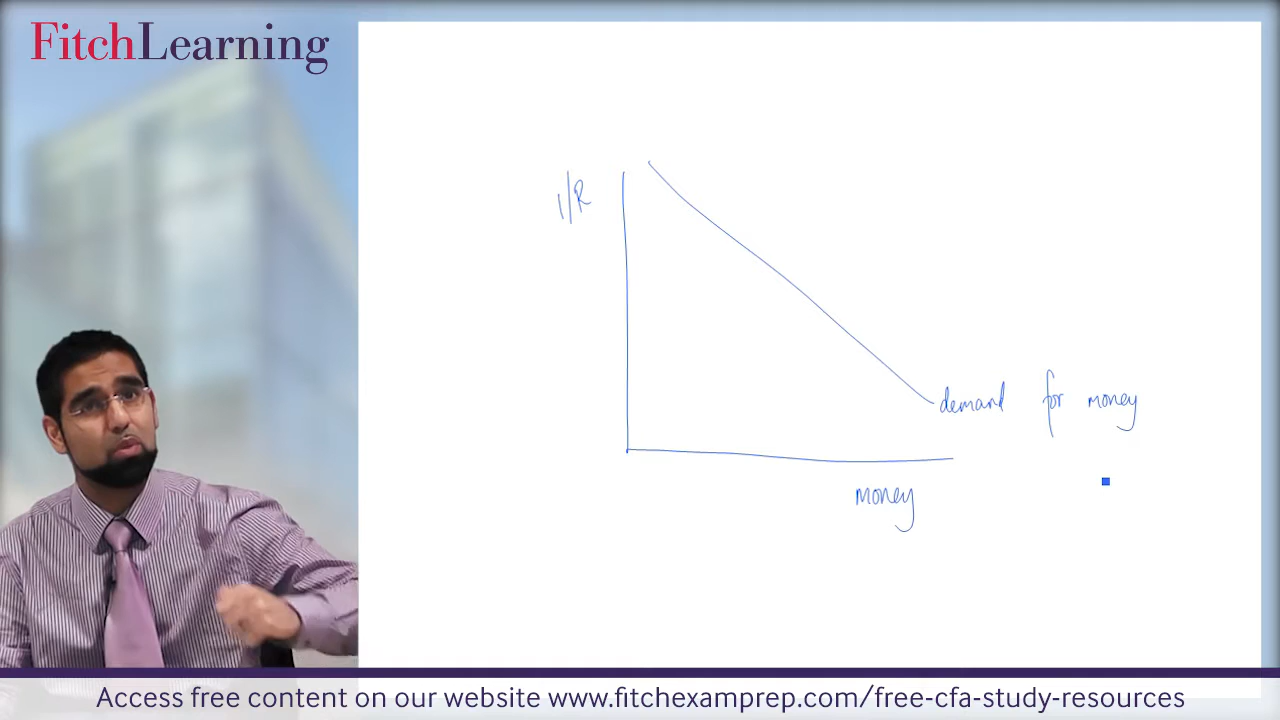 FitchLearning
I/R
demand for money
money
Access free content on our website www.fitchexamprep.com/free-cfa-study-resources